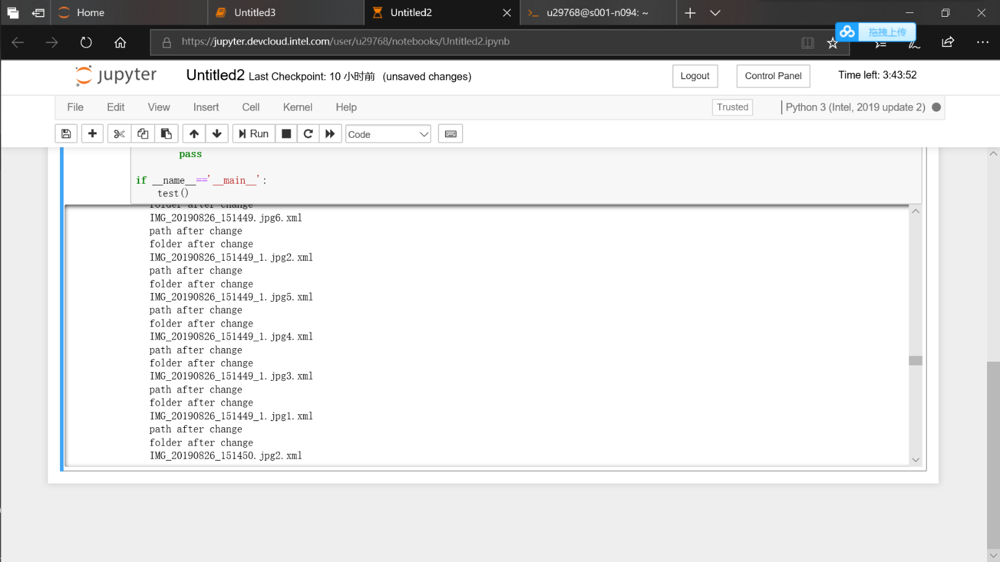 Home
Untitled3
Untitled2
u29768@s001-n094: ~
拖拽上传
https://jupyter.devcloud.intel.com/user/u29768/notebooks/Untitled2.ipynb
jupyter
Untitled2 Last Checkpoint: 10 小时前 (unsaved changes)
Logout
Control Panel
Time left: 3:43:52
File Edit View Insert Cell Kernel Help
Trusted
Python 3 (Intel, 2019 update 2)
Run
Code
pass
if __name__=='__main__':
test()
folder after change
IMG_20190826_151449.jpg6.xml
path after change
folder after change
IMG_20190826_151449_1.jpg2.xml
path after change
folder after change
IMG_20190826_151449_1.jpg5.xml
path after change
folder after change
IMG_20190826_151449_1.jpg4.xml
path after change
folder after change
IMG_20190826_151449_1.jpg3.xml
path after change
folder after change
IMG_20190826_151449_1.jpg1.xml
path after change
folder after change
IMG_20190826_151450.jpg2.xml